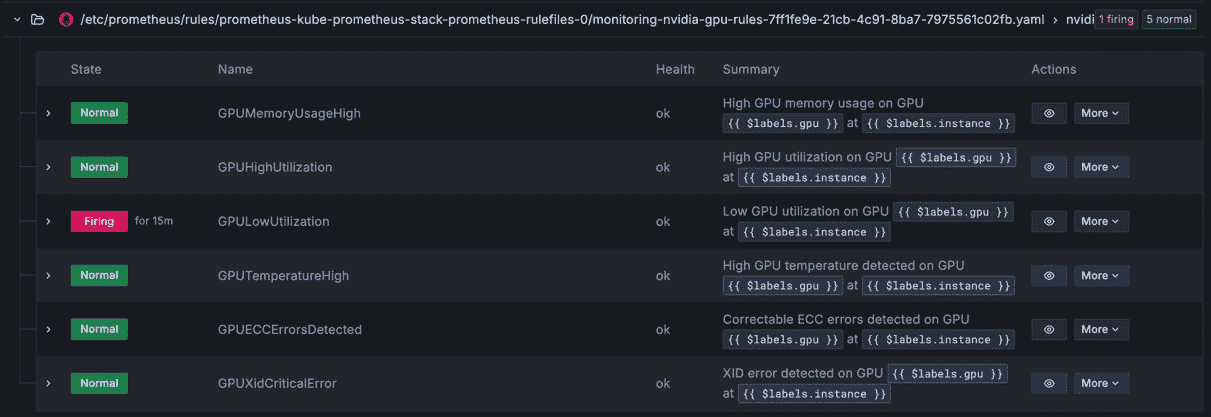 /etc/prometheus/rules/prometheus-kube-prometheus-stack-prometheus-rulefiles-0/monitoring-nvidia-gpu-rules-7ff1fe9e-21cb-4c91-8ba7-7975561c02fb.yaml > nvidi 1 firing 5 normal
State Name Health Summary Actions
Normal GPUMemoryUsageHigh ok High GPU memory usage on GPU
{{ $labels.gpu }} at {{ $labels.instance }} More
Normal GPUHighUtilization ok High GPU utilization on GPU {{ $labels.gpu }}
at {{ $labels.instance }} More
Firing for 15m GPULowUtilization ok Low GPU utilization on GPU {{ $labels.gpu }}
at {{ $labels.instance }} More
Normal GPUTemperatureHigh ok High GPU temperature detected on GPU
{{ $labels.gpu }} at {{ $labels.instance }} More
Normal GPUECCErrorsDetected ok Correctable ECC errors detected on GPU
{{ $labels.gpu }} at {{ $labels.instance }} More
Normal GPUXidCriticalError ok XID error detected on GPU {{ $labels.gpu }}
at {{ $labels.instance }} More